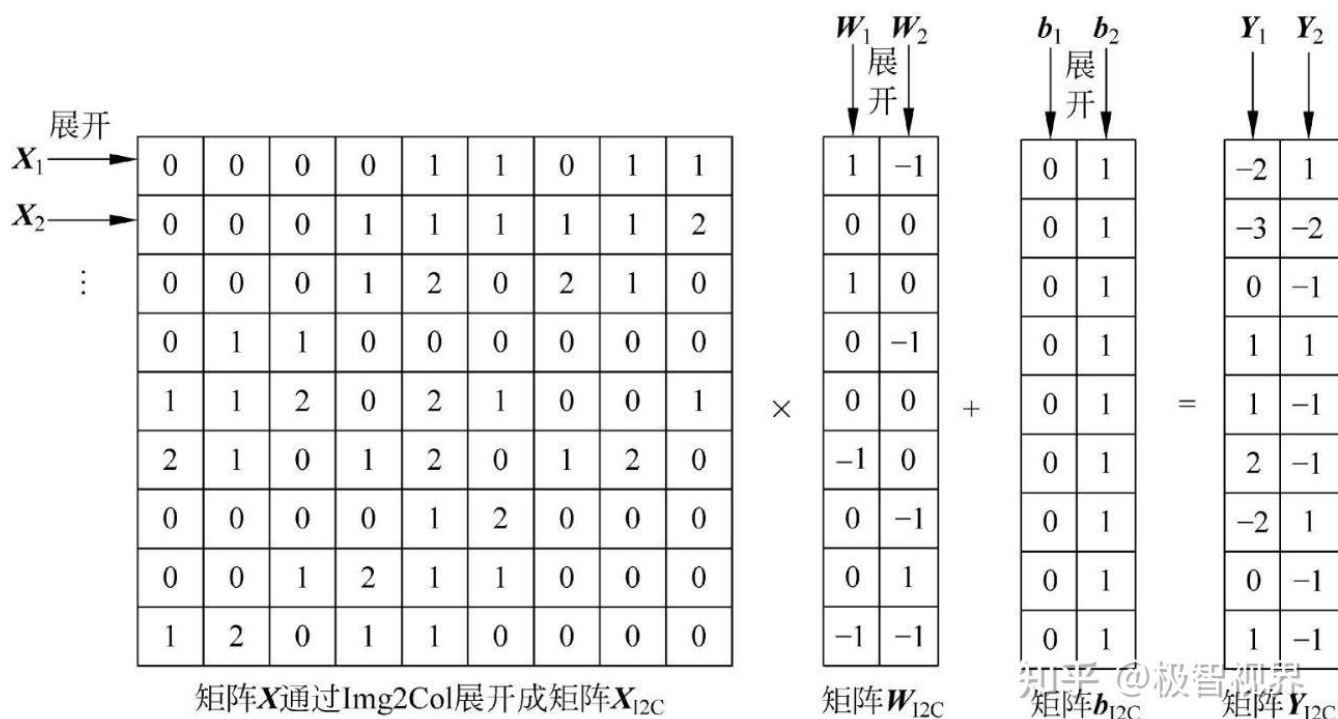 W₁ W₂ b₁ b₂ Y₁ Y₂
展开 展开
展开
X₁ 0 0 0 0 1 1 0 1 1 1 −1 0 1 −2 1
X₂ 0 0 0 1 1 1 1 1 2 0 0 0 1 −3 −2
⋮ 0 0 0 1 2 0 2 1 0 1 0 0 1 0 −1
0 1 1 0 0 0 0 0 0 0 −1 0 1 1 1
1 1 2 0 2 1 0 0 1 × 0 0 + 0 1 = 1 −1
2 1 0 1 2 0 1 2 0 −1 0 0 1 2 −1
0 0 0 0 1 2 0 0 0 0 −1 0 1 −2 1
0 0 1 2 1 1 0 0 0 0 1 0 1 0 −1
1 2 0 1 1 0 0 0 0 −1 −1 0 1 1 −1
知乎 @极智视界
矩阵X通过Img2Col展开成矩阵X_I2C 矩阵W_I2C 矩阵b_I2C 矩阵Y_I2C